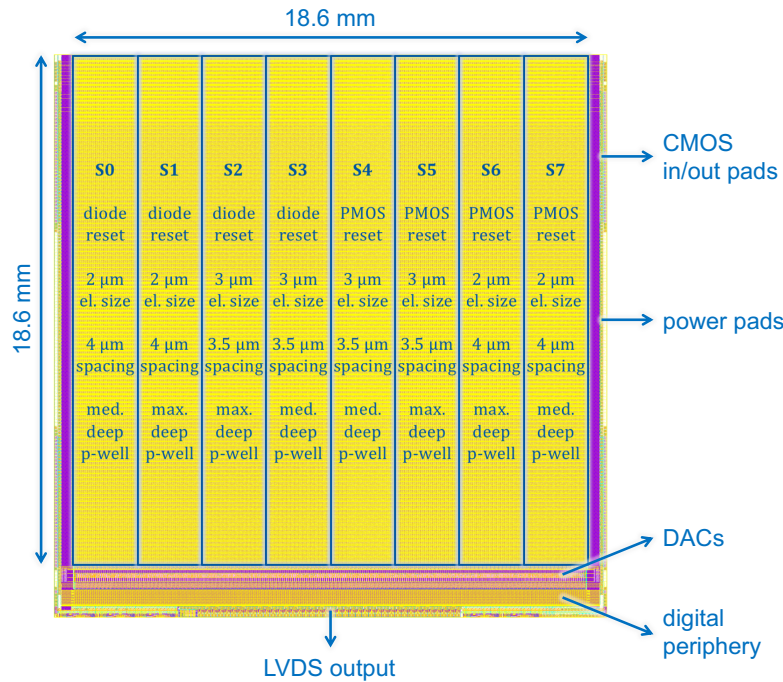 18.6 mm
18.6 mm
S0
diode
reset
2 μm
el. size
4 μm
spacing
med.
deep
p-well
S1
diode
reset
2 μm
el. size
4 μm
spacing
max.
deep
p-well
S2
diode
reset
3 μm
el. size
3.5 μm
spacing
max.
deep
p-well
S3
diode
reset
3 μm
el. size
3.5 μm
spacing
med.
deep
p-well
S4
PMOS
reset
3 μm
el. size
3.5 μm
spacing
med.
deep
p-well
S5
PMOS
reset
3 μm
el. size
3.5 μm
spacing
max.
deep
p-well
S6
PMOS
reset
2 μm
el. size
4 μm
spacing
max.
deep
p-well
S7
PMOS
reset
2 μm
el. size
4 μm
spacing
med.
deep
p-well
CMOS
in/out pads
power pads
DACs
digital
periphery
LVDS output